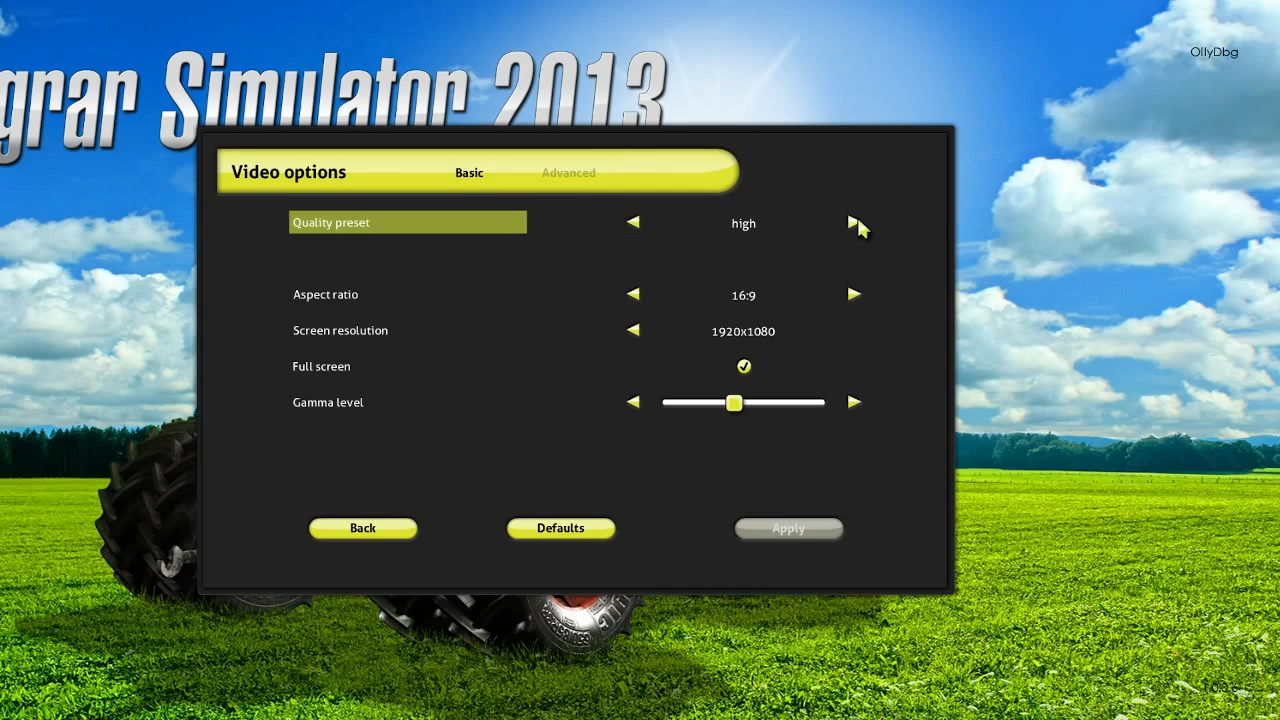 OllyDbg
grar Simulator 2013
Video options Basic Advanced
Quality preset high
Aspect ratio 16:9
Screen resolution 1920x1080
Full screen
Gamma level
Back Defaults Apply